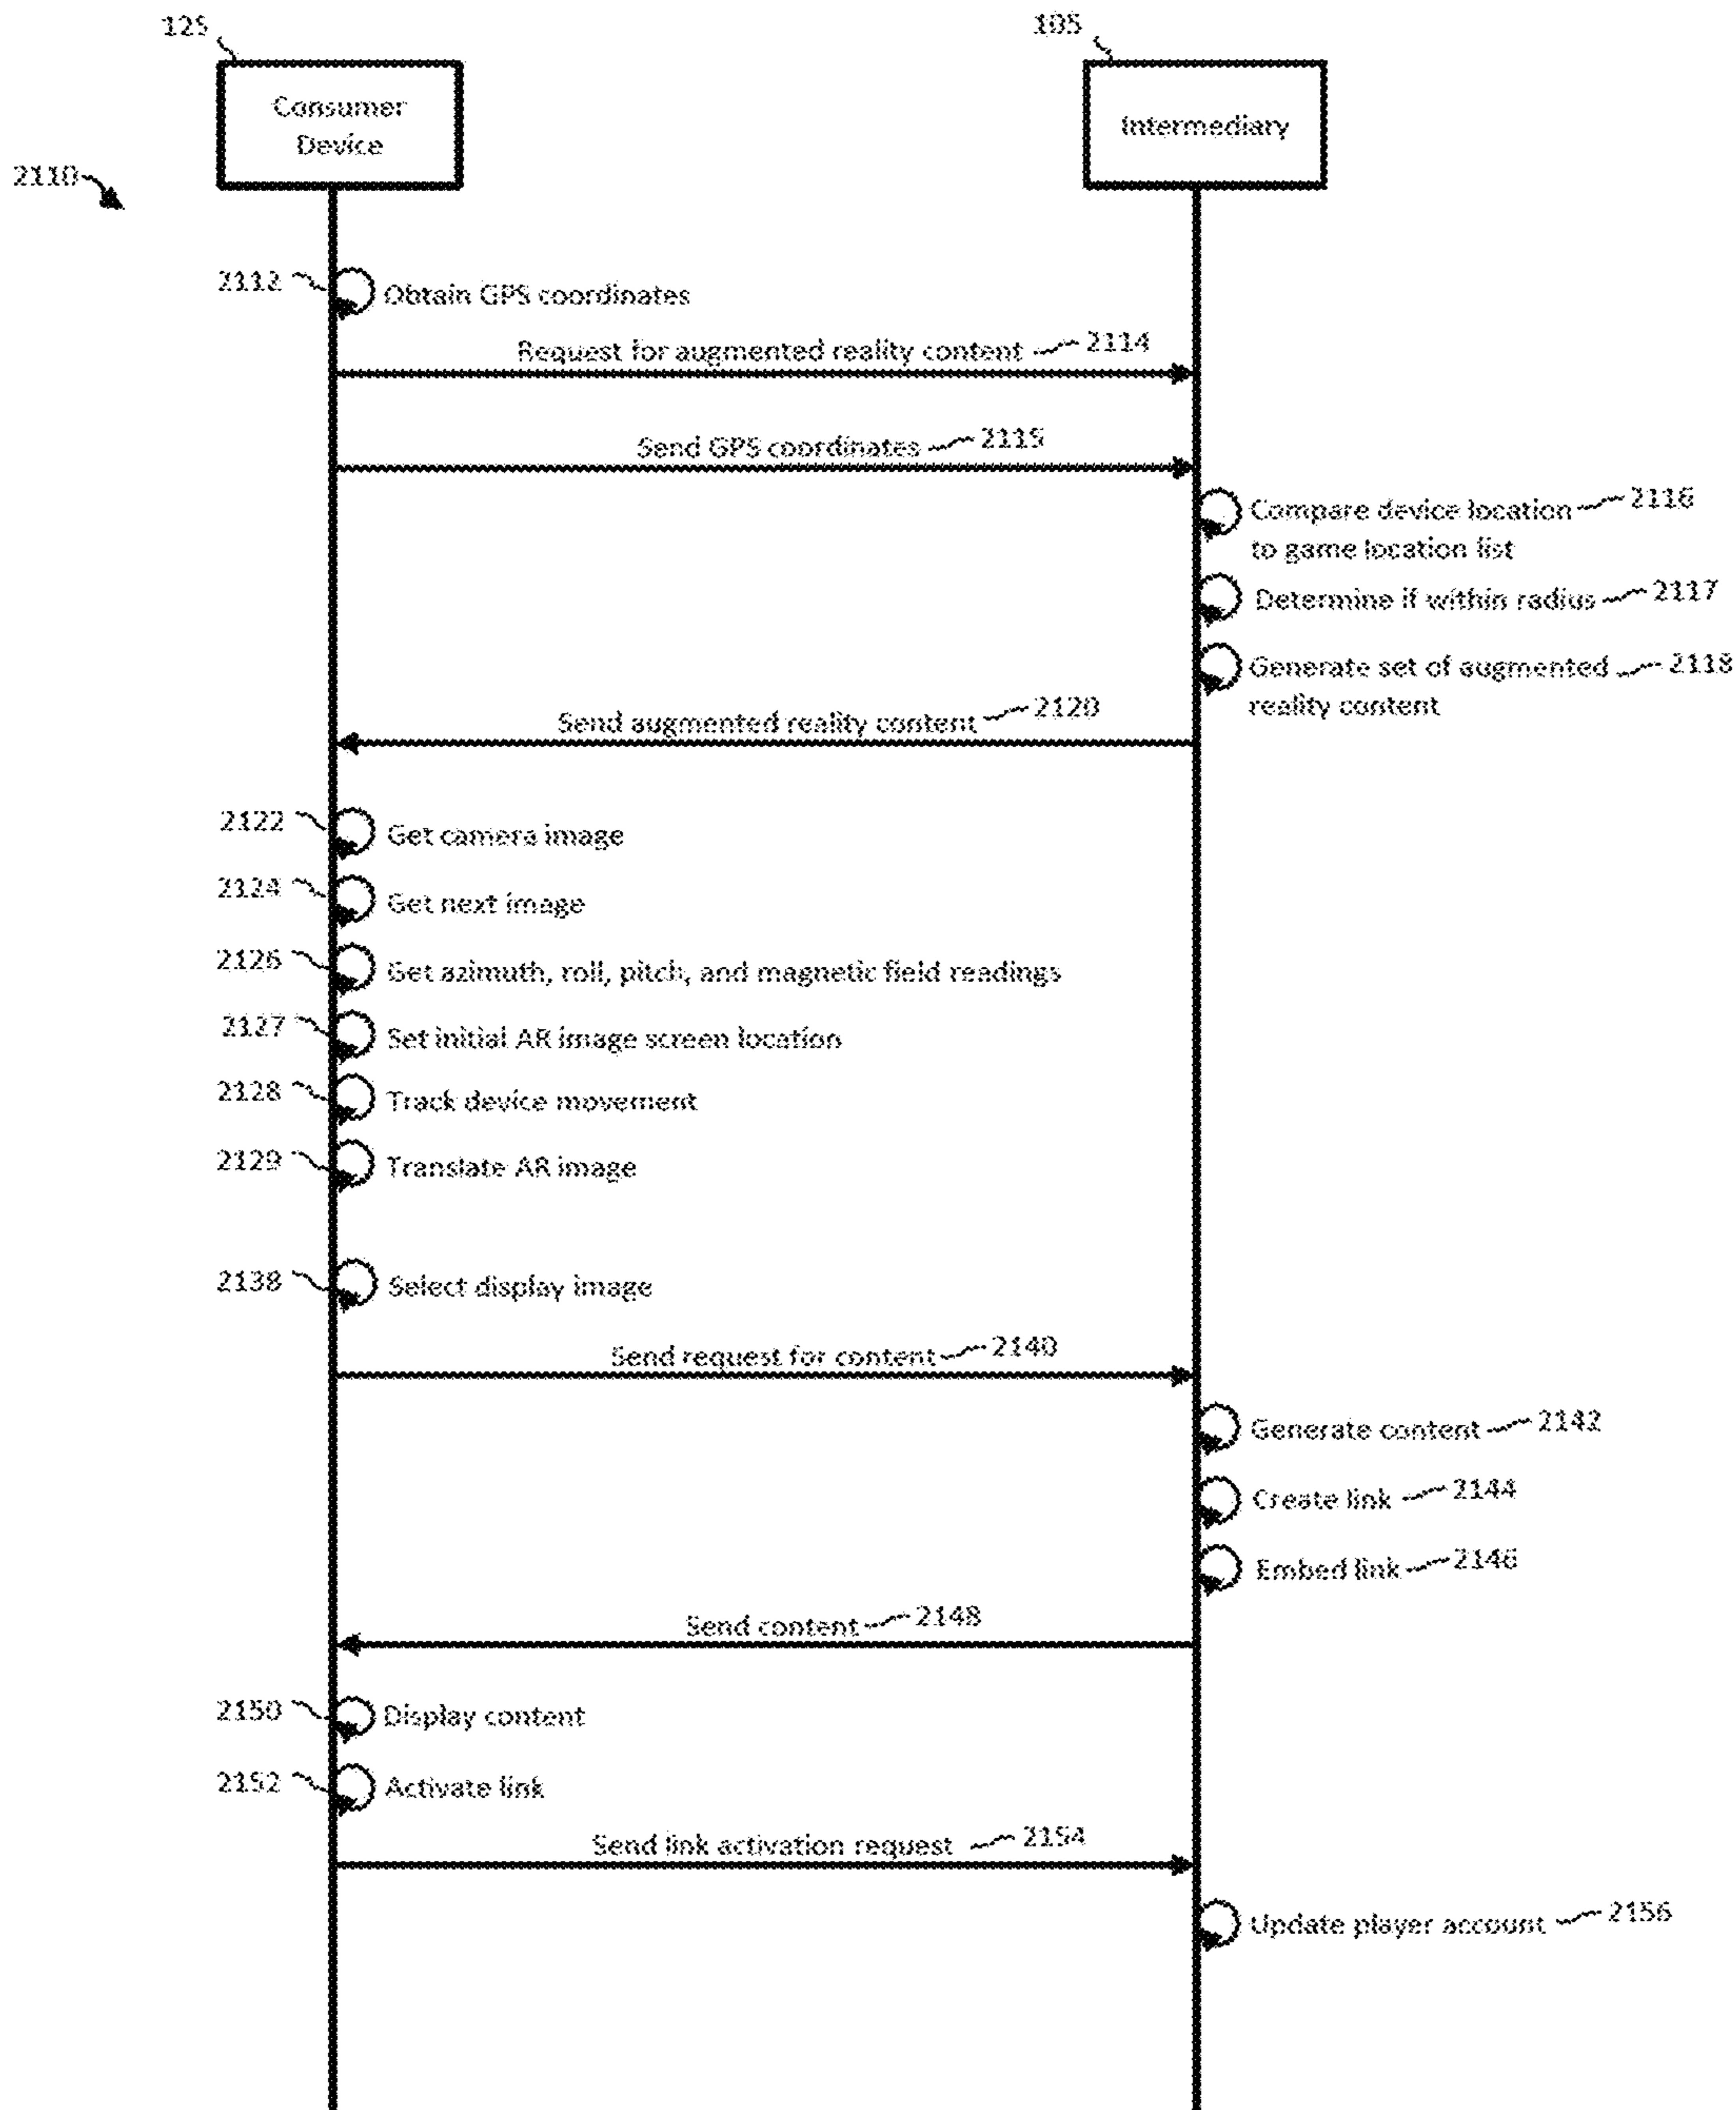 125
105
Consumer
Device
Intermediary
2110
2112 Obtain GPS coordinates
Request for augmented reality content 2114
Send GPS coordinates 2115
Compare device location 2116
to game location list
Determine if within radius 2117
Generate set of augmented 2118
reality content
Send augmented reality content 2120
2122 Get camera image
2124 Get next image
2126 Get azimuth, roll, pitch, and magnetic field readings
2127 Set initial AR image screen location
2128 Track device movement
2129 Translate AR image
2138 Select display image
Send request for content 2140
Generate content 2142
Create link 2144
Embed link 2146
Send content 2148
2150 Display content
2152 Activate link
Send link activation request 2154
Update player account 2156